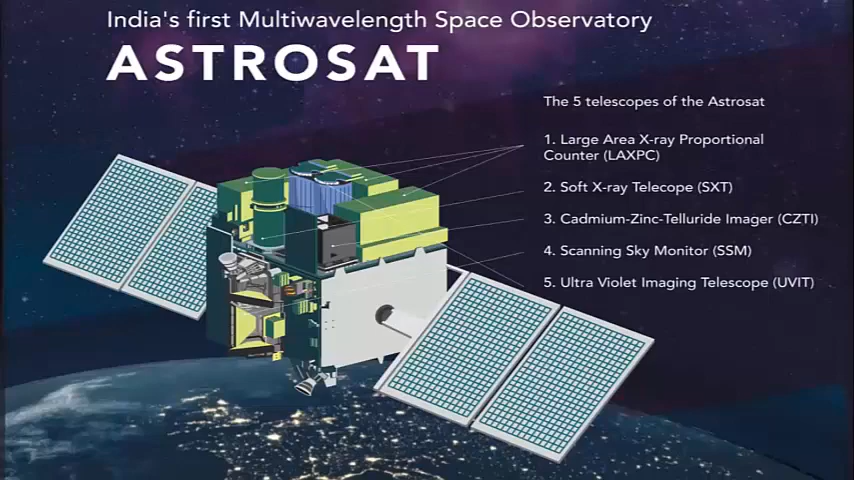 India's first Multiwavelength Space Observatory
ASTROSAT
The 5 telescopes of the Astrosat
1. Large Area X-ray Proportional
Counter (LAXPC)
2. Soft X-ray Telecope (SXT)
3. Cadmium-Zinc-Telluride Imager (CZTI)
4. Scanning Sky Monitor (SSM)
5. Ultra Violet Imaging Telescope (UVIT)